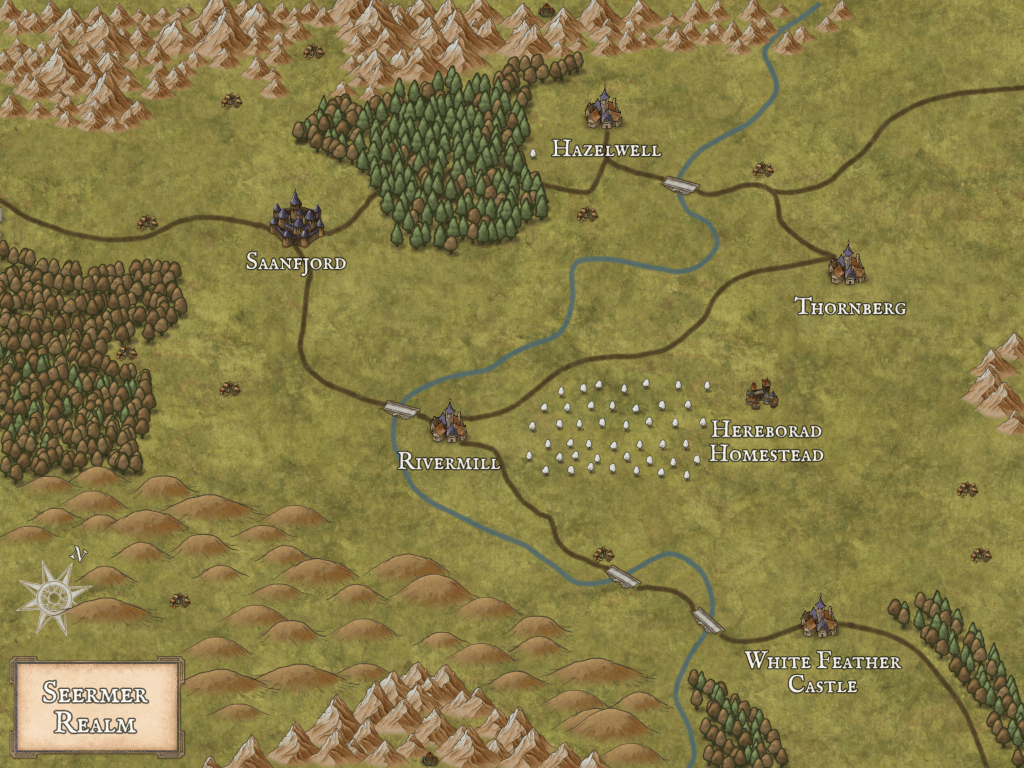 Hazelwell
Saanfjord
Thornberg
Hereborad
Homestead
Rivermill
N
White Feather
Castle
Seermer
Realm